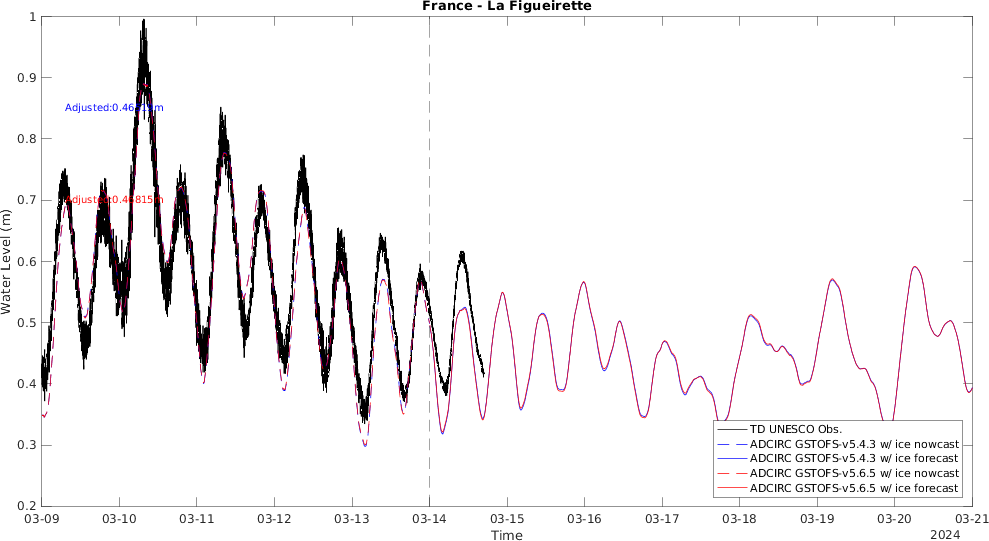 France - La Figueirette
Water Level (m)
1
0.9
0.8
0.7
0.6
0.5
0.4
0.3
0.2
Adjusted:0.46815m
03-09 03-10 03-11 03-12 03-13 03-14 03-15 03-16 03-17 03-18 03-19 03-20 03-21
Time
2024
TD UNESCO Obs.
ADCIRC GSTOFS-v5.4.3 w/ ice nowcast
ADCIRC GSTOFS-v5.4.3 w/ ice forecast
ADCIRC GSTOFS-v5.6.5 w/ ice nowcast
ADCIRC GSTOFS-v5.6.5 w/ ice forecast